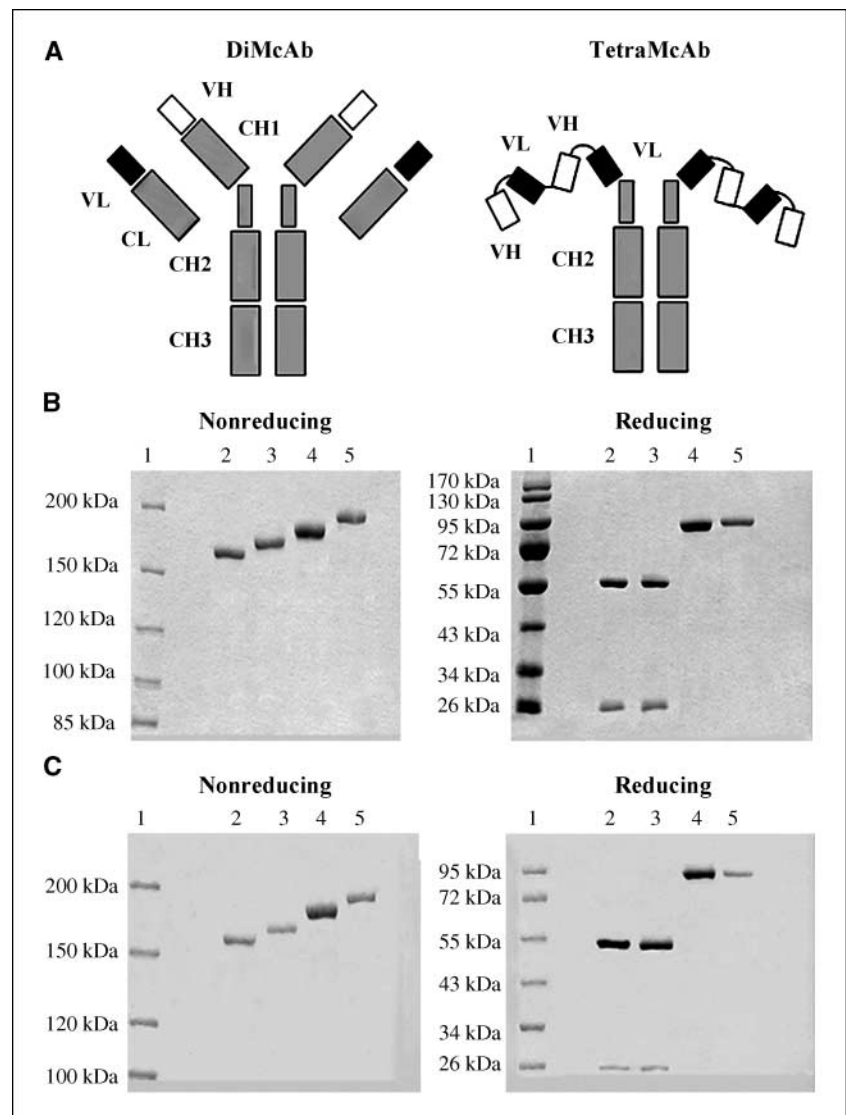 A
DiMcAb
TetraMcAb
VH
CH1
VL
CL
CH2
CH3
VH
VL
VL
VH
CH2
CH3
B
Nonreducing
1 2 3 4 5
200 kDa
150 kDa
120 kDa
100 kDa
85 kDa
Reducing
1 2 3 4 5
170 kDa
130 kDa
95 kDa
72 kDa
55 kDa
43 kDa
34 kDa
26 kDa
C
Nonreducing
1 2 3 4 5
200 kDa
150 kDa
120 kDa
100 kDa
Reducing
1 2 3 4 5
95 kDa
72 kDa
55 kDa
43 kDa
34 kDa
26 kDa